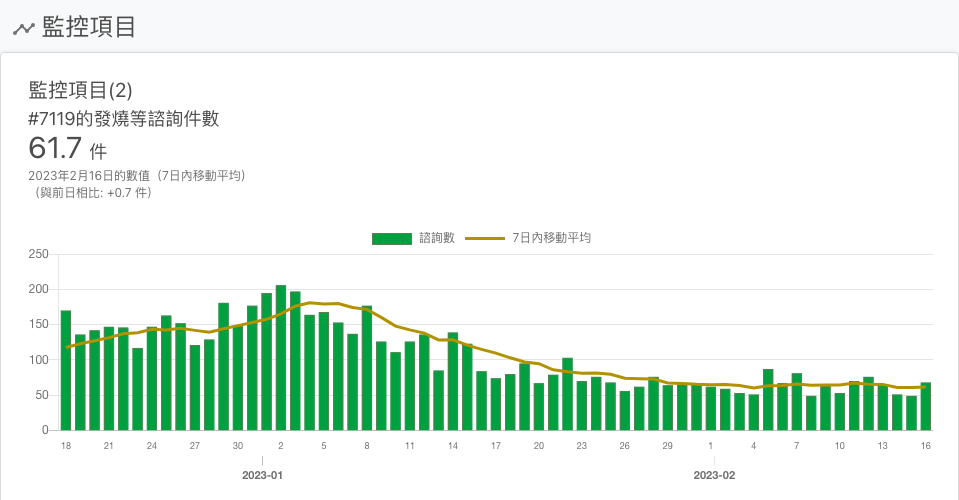 監控項目
監控項目(2)
#7119的發燒等諮詢件數
61.7 件
2023年2月16日的數值（7日內移動平均）
（與前日相比: +0.7 件）
諮詢數 7日內移動平均
250
200
150
100
50
0
18 21 24 27 30 2 5 8 11 14 17 20 23 26 29 1 4 7 10 13 16
2023-01 2023-02